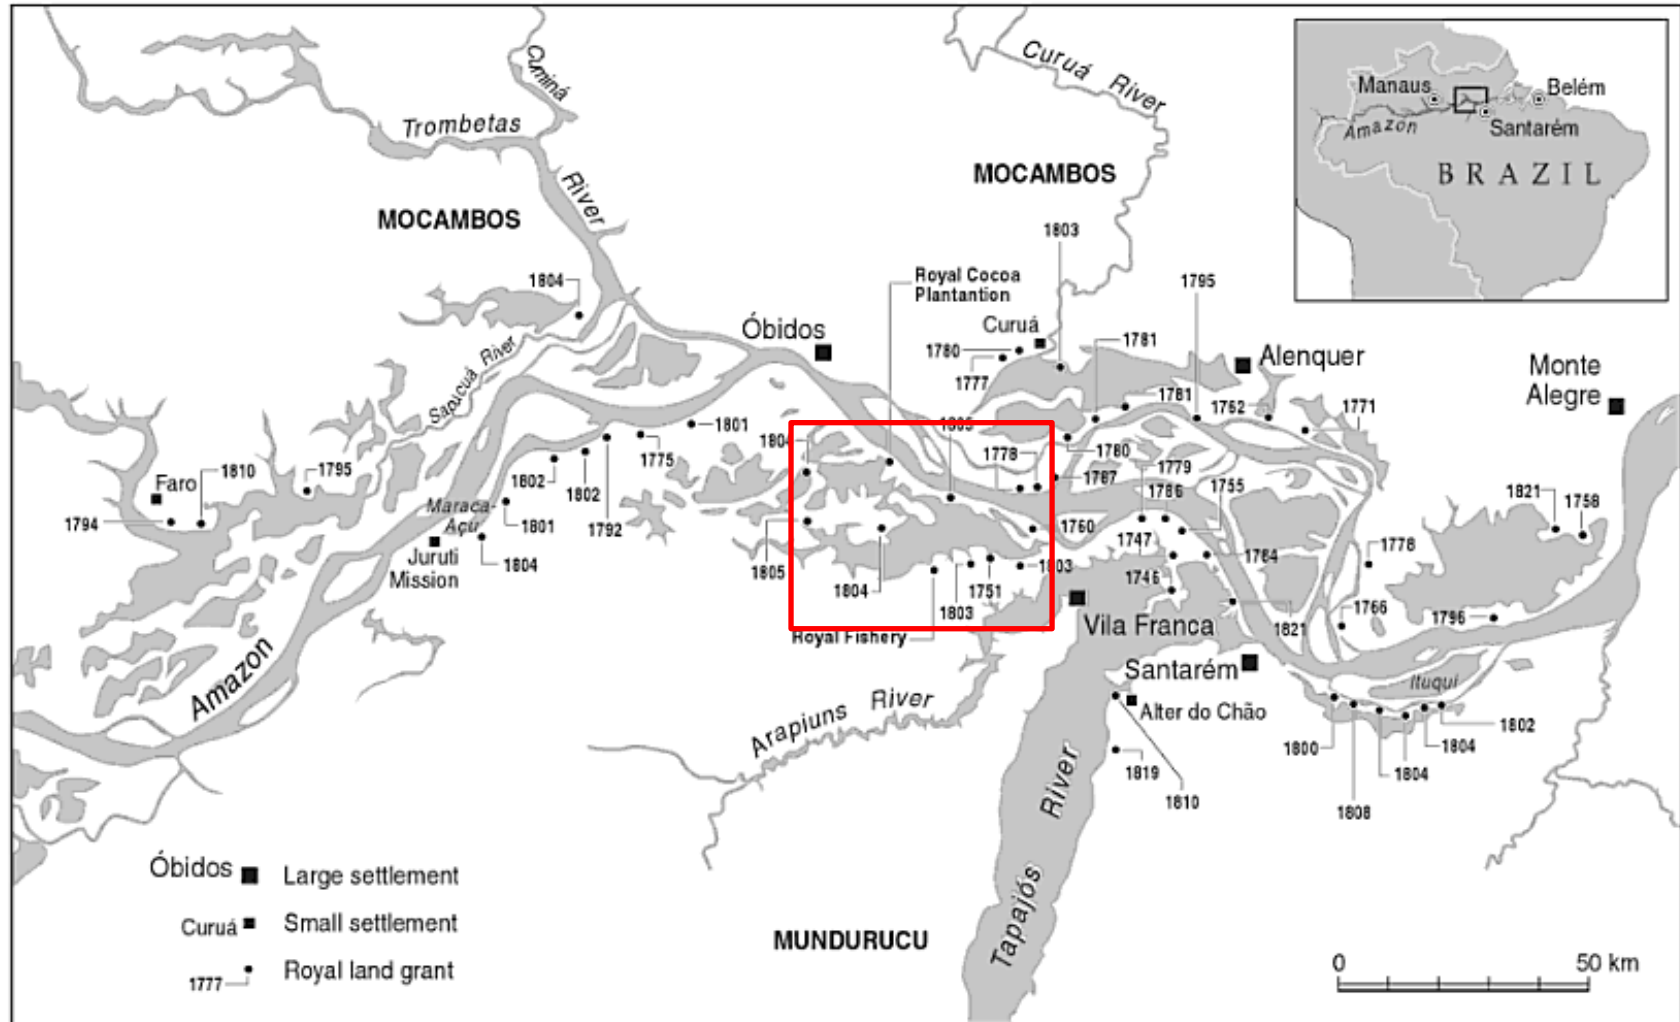 Cuminá
Trombetas
River
MOCAMBOS
Curuá River
MOCAMBOS
1803
Manaus
Belém
Amazon
Santarém
BRAZIL
1804
Royal Cocoa
Plantantion
1795
Óbidos
Curuá
1780
1777
1781
Alenquer
Monte
Alegre
Sapicuá River
1781
1762
1771
1801
1804
1778
1780
1775
1779
1787
1786
1755
Faro
1810
1795
1802
1802
1821
1758
1794
Maraca-
Açú
1801
1792
1760
1747
1764
1778
Juruti
Mission
1804
1805
1804
1803
1751
1803
1746
1766
1796
Royal Fishery
Vila Franca
1821
Amazon
Santarém
Ituqui
Arapiuns River
Alter do Chão
1800
1804
1802
1819
1804
1810
1808
Tapajós River
MUNDURUCU
Óbidos Large settlement
Curuá Small settlement
1777 Royal land grant
0 50 km